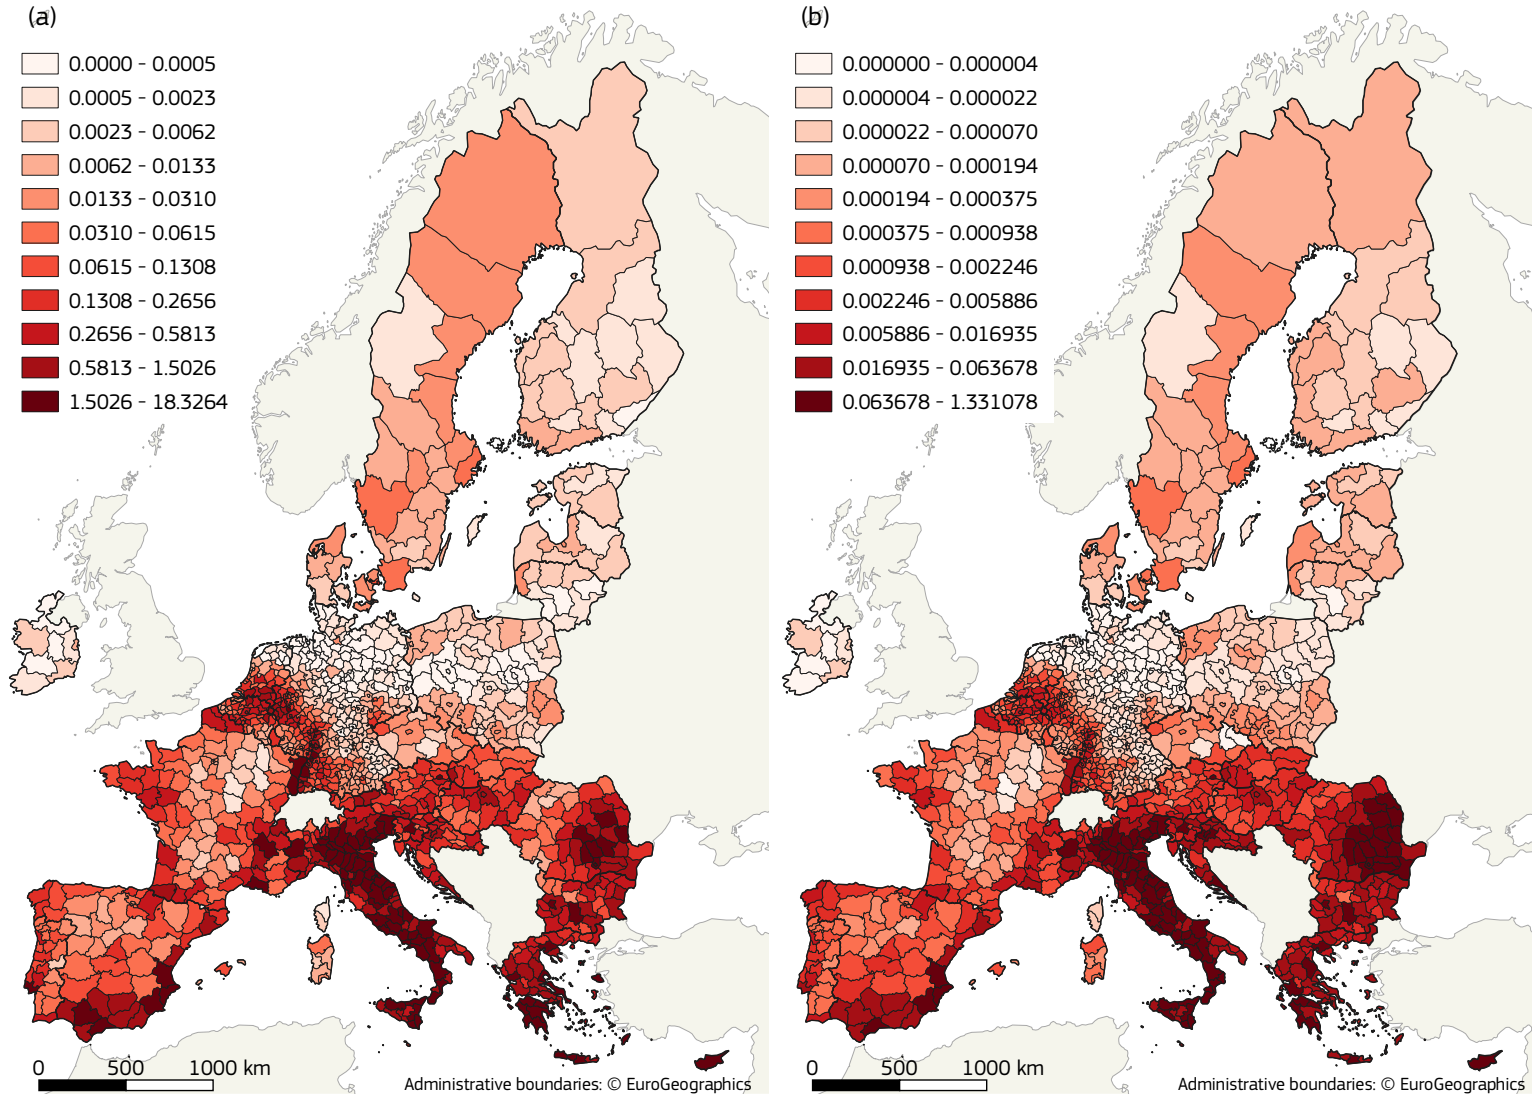 (a)
0.0000 - 0.0005
0.0005 - 0.0023
0.0023 - 0.0062
0.0062 - 0.0133
0.0133 - 0.0310
0.0310 - 0.0615
0.0615 - 0.1308
0.1308 - 0.2656
0.2656 - 0.5813
0.5813 - 1.5026
1.5026 - 18.3264
0 500 1000 km
Administrative boundaries: © EuroGeographics
(b)
0.000000 - 0.000004
0.000004 - 0.000022
0.000022 - 0.000070
0.000070 - 0.000194
0.000194 - 0.000375
0.000375 - 0.000938
0.000938 - 0.002246
0.002246 - 0.005886
0.005886 - 0.016935
0.016935 - 0.063678
0.063678 - 1.331078
0 500 1000 km
Administrative boundaries: © EuroGeographics